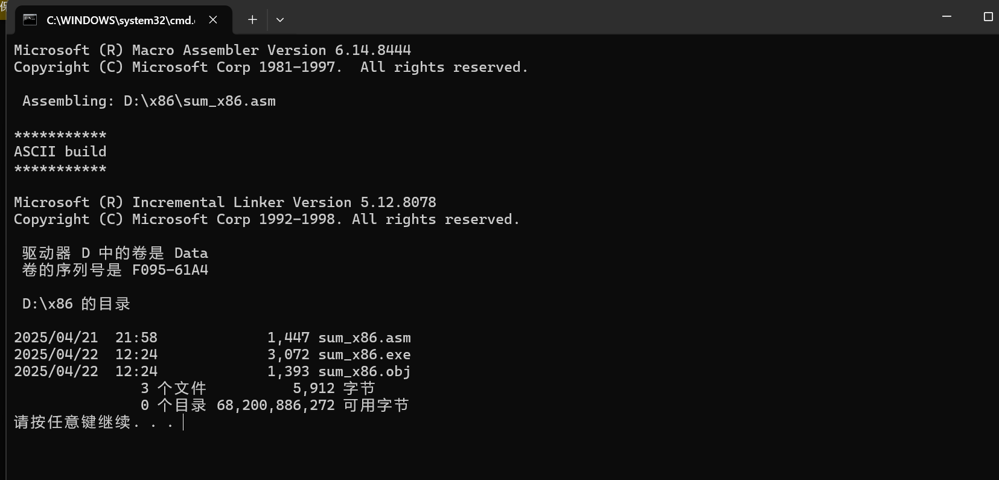 C:\WINDOWS\system32\cmd.
Microsoft (R) Macro Assembler Version 6.14.8444
Copyright (C) Microsoft Corp 1981-1997.  All rights reserved.
Assembling: D:\x86\sum_x86.asm
***********
ASCII build
***********
Microsoft (R) Incremental Linker Version 5.12.8078
Copyright (C) Microsoft Corp 1992-1998. All rights reserved.
驱动器 D 中的卷是 Data
卷的序列号是 F095-61A4
D:\x86 的目录
2025/04/21  21:58             1,447 sum_x86.asm
2025/04/22  12:24             3,072 sum_x86.exe
2025/04/22  12:24             1,393 sum_x86.obj
3 个文件          5,912 字节
0 个目录 68,200,886,272 可用字节
请按任意键继续. . .